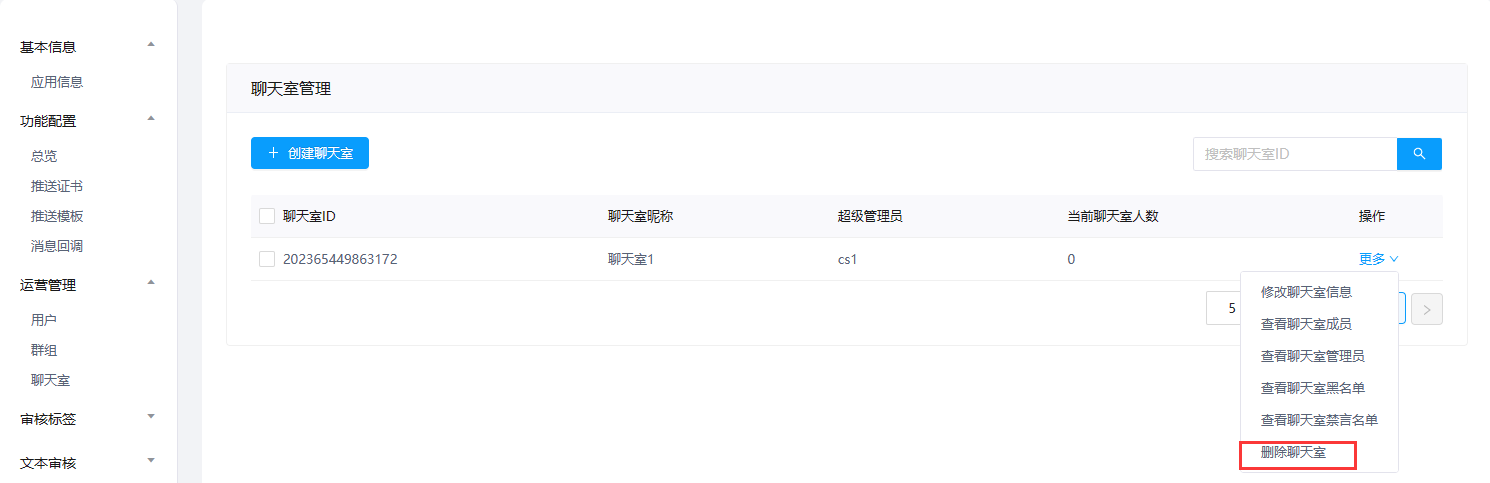 基本信息
应用信息
功能配置
总览
推送证书
推送模板
消息回调
运营管理
用户
群组
聊天室
审核标签
文本审核
聊天室管理
+ 创建聊天室
搜索聊天室ID
聊天室ID 聊天室昵称 超级管理员 当前聊天室人数 操作
202365449863172 聊天室1 cs1 0 更多
5
修改聊天室信息
查看聊天室成员
查看聊天室管理员
查看聊天室黑名单
查看聊天室禁言名单
删除聊天室